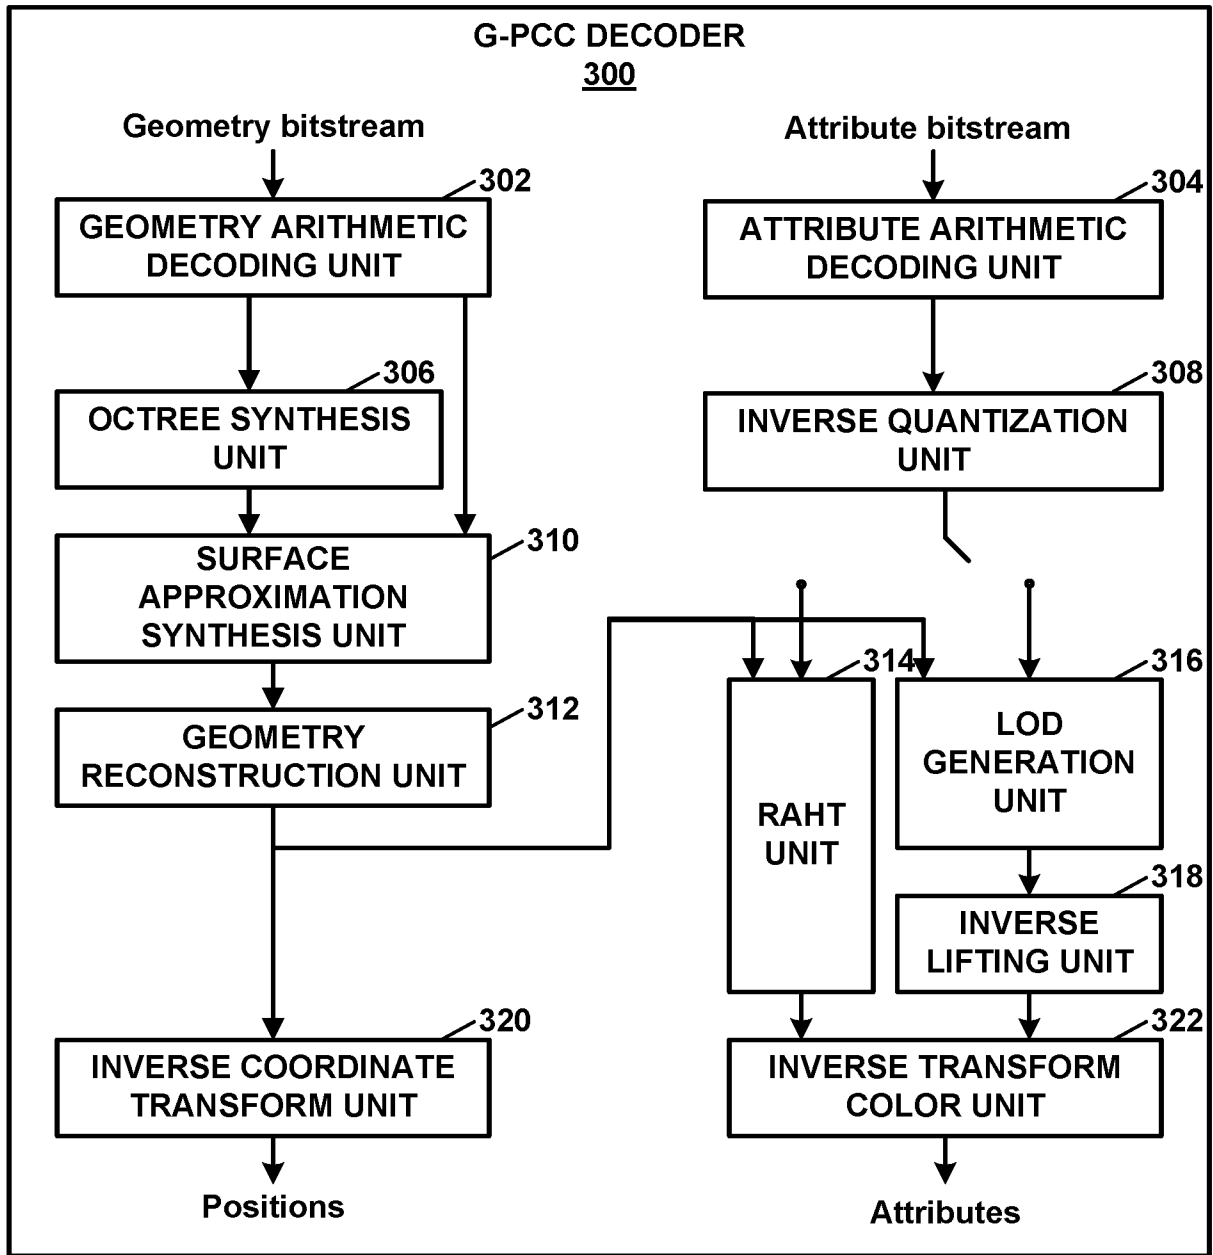 G-PCC DECODER
300
Geometry bitstream
302
GEOMETRY ARITHMETIC
DECODING UNIT
306
OCTREE SYNTHESIS
UNIT
310
SURFACE
APPROXIMATION
SYNTHESIS UNIT
312
GEOMETRY
RECONSTRUCTION UNIT
320
INVERSE COORDINATE
TRANSFORM UNIT
Positions
Attribute bitstream
304
ATTRIBUTE ARITHMETIC
DECODING UNIT
308
INVERSE QUANTIZATION
UNIT
314
RAHT
UNIT
316
LOD
GENERATION
UNIT
318
INVERSE
LIFTING UNIT
322
INVERSE TRANSFORM
COLOR UNIT
Attributes